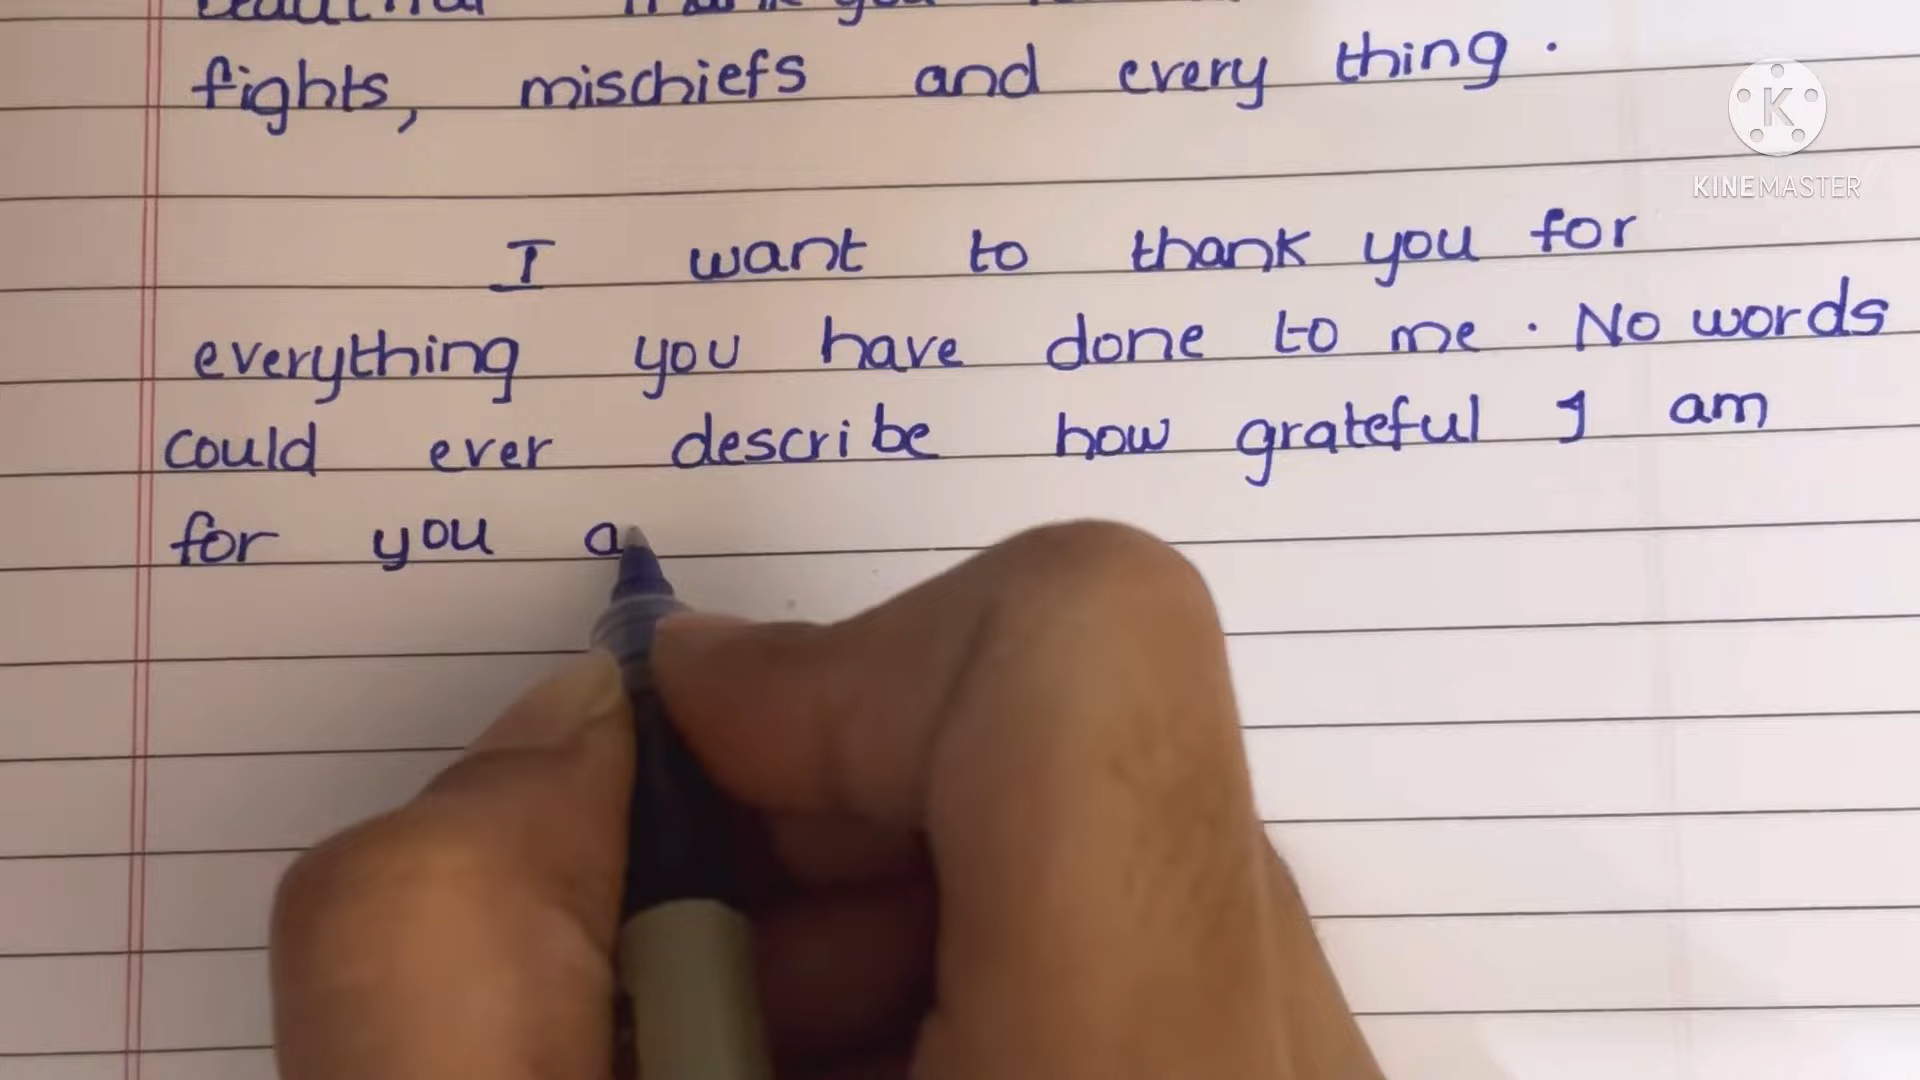 fights, mischiefs and every thing.
I want to thank you for
everything you have done to me. No words
could ever describe how grateful I am
for you a
KINEMASTER